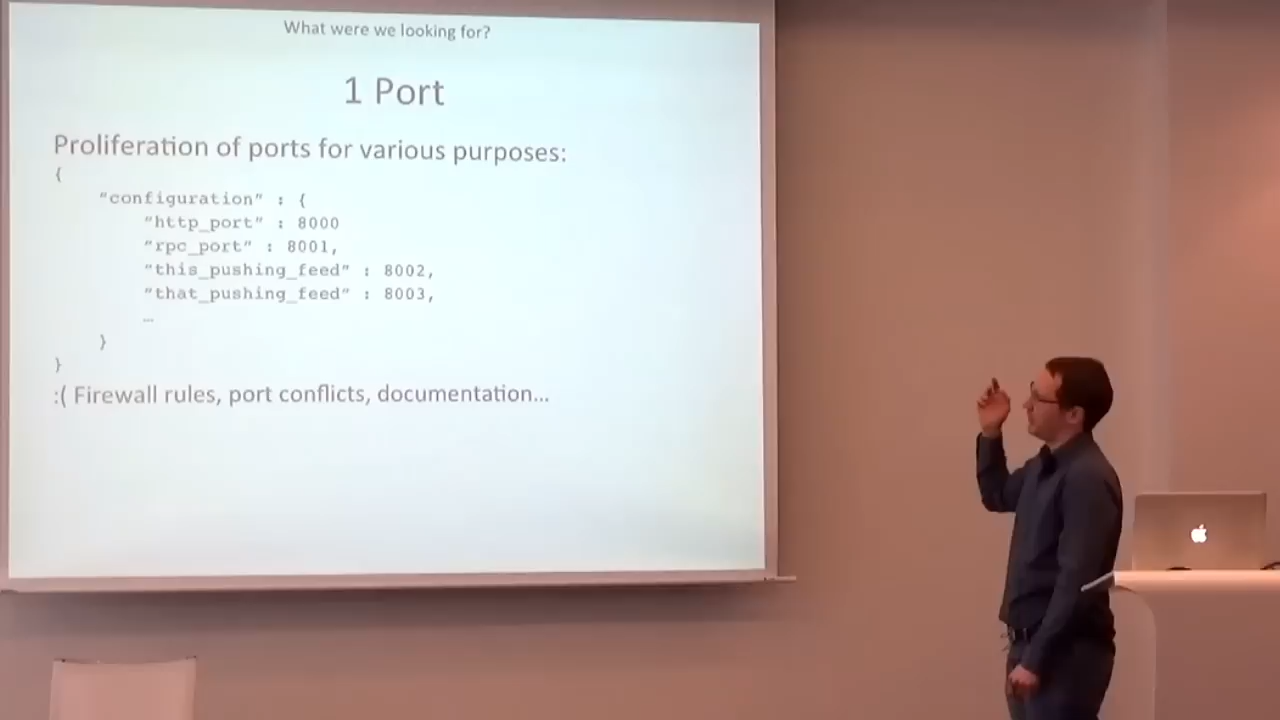 What were we looking for?
1 Port
Proliferation of ports for various purposes:
{
“configuration” : {
“http_port” : 8000
“rpc_port” : 8001,
“this_pushing_feed” : 8002,
“that_pushing_feed” : 8003,
…
}
}
:( Firewall rules, port conflicts, documentation…